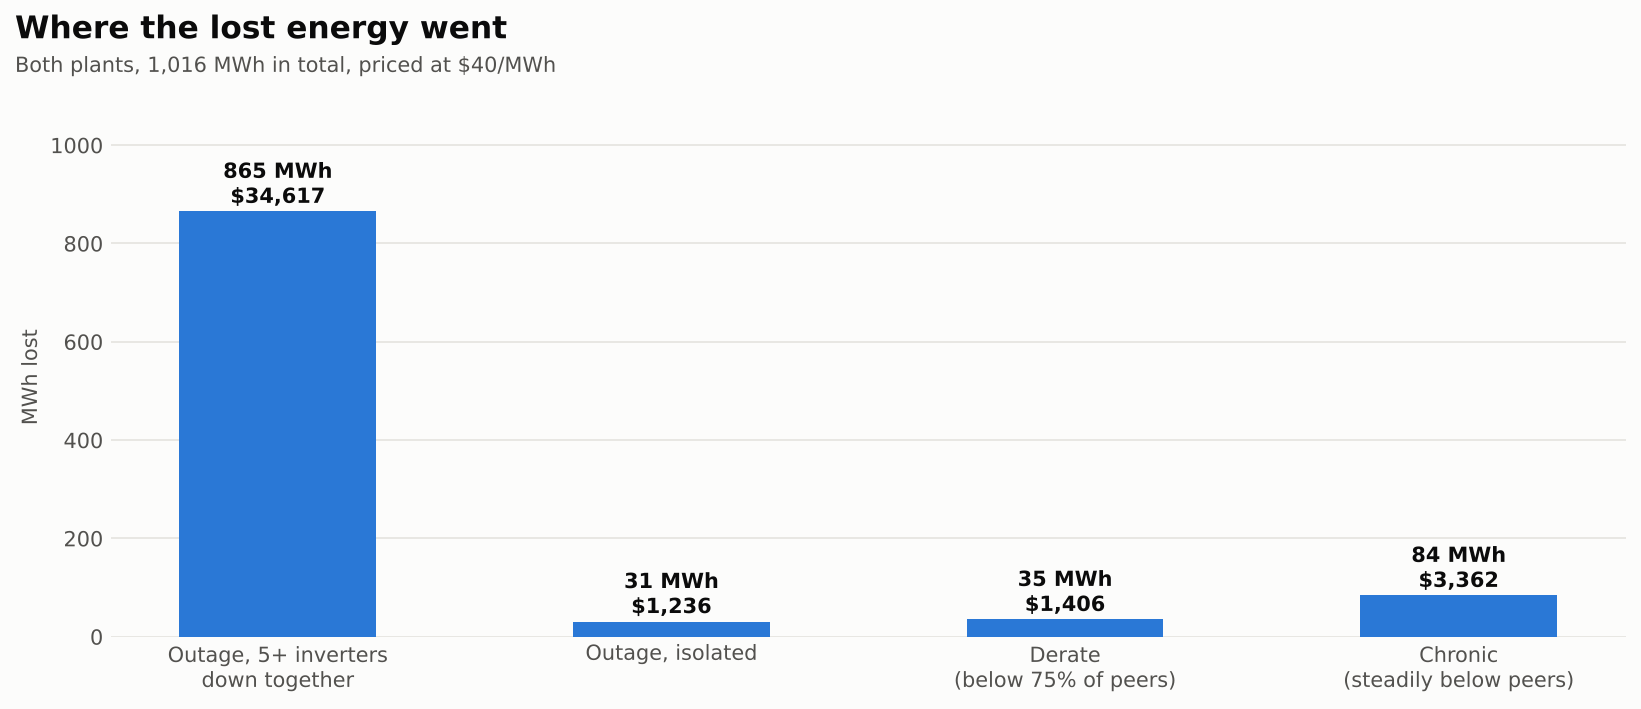 Where the lost energy went
Both plants, 1,016 MWh in total, priced at $40/MWh
MWh lost
1000
800
600
400
200
0
865 MWh
$34,617
31 MWh
$1,236
35 MWh
$1,406
84 MWh
$3,362
Outage, 5+ inverters
down together
Outage, isolated
Derate
(below 75% of peers)
Chronic
(steadily below peers)